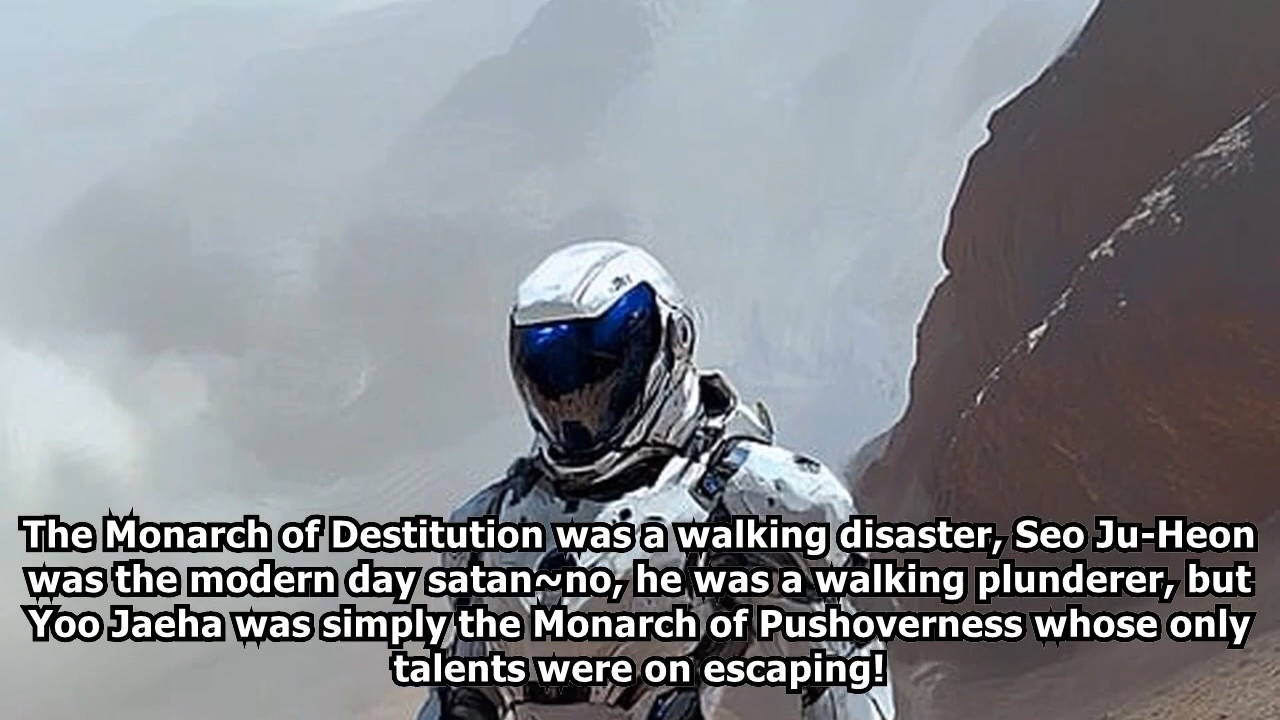 The Monarch of Destitution was a walking disaster, Seo Ju-Heon
was the modern day satan~no, he was a walking plunderer, but
Yoo Jaeha was simply the Monarch of Pushoverness whose only
talents were on escaping!